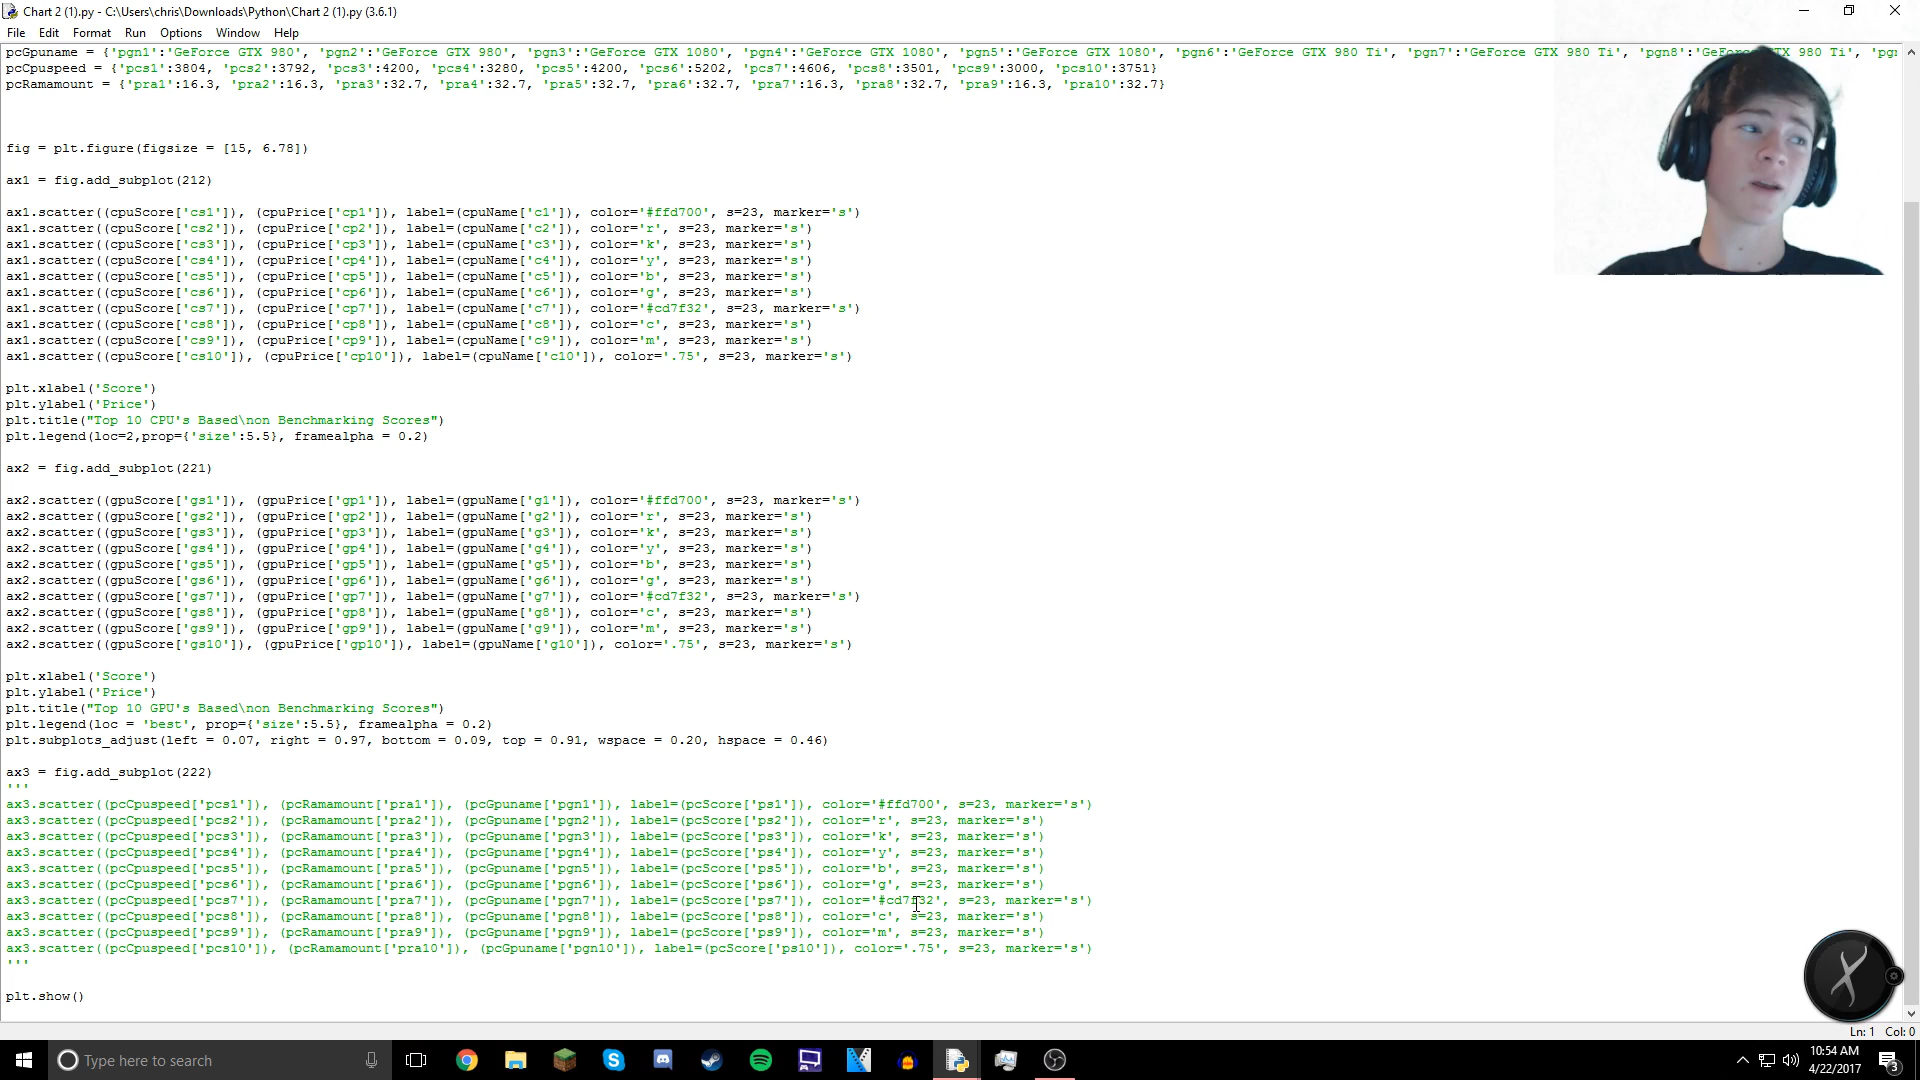 Chart 2 (1).py - C:\Users\chris\Downloads\Python\Chart 2 (1).py (3.6.1)
File Edit Format Run Options Window Help
pcGpuname = {'pgn1':'GeForce GTX 980', 'pgn2':'GeForce GTX 980', 'pgn3':'GeForce GTX 1080', 'pgn4':'GeForce GTX 1080', 'pgn5':'GeForce GTX 1080', 'pgn6':'GeForce GTX 980 Ti', 'pgn7':'GeForce GTX 980 Ti', 'pgn8':'GeForce GTX 980 Ti', 'pgn
pcCpuspeed = {'pcs1':3804, 'pcs2':3792, 'pcs3':4200, 'pcs4':3280, 'pcs5':4200, 'pcs6':5202, 'pcs7':4606, 'pcs8':3501, 'pcs9':3000, 'pcs10':3751}
pcRamamount = {'pra1':16.3, 'pra2':16.3, 'pra3':32.7, 'pra4':32.7, 'pra5':32.7, 'pra6':32.7, 'pra7':16.3, 'pra8':32.7, 'pra9':16.3, 'pra10':32.7}
fig = plt.figure(figsize = [15, 6.78])
ax1 = fig.add_subplot(212)
ax1.scatter((cpuScore['cs1']), (cpuPrice['cp1']), label=(cpuName['c1']), color='#ffd700', s=23, marker='s')
ax1.scatter((cpuScore['cs2']), (cpuPrice['cp2']), label=(cpuName['c2']), color='r', s=23, marker='s')
ax1.scatter((cpuScore['cs3']), (cpuPrice['cp3']), label=(cpuName['c3']), color='k', s=23, marker='s')
ax1.scatter((cpuScore['cs4']), (cpuPrice['cp4']), label=(cpuName['c4']), color='y', s=23, marker='s')
ax1.scatter((cpuScore['cs5']), (cpuPrice['cp5']), label=(cpuName['c5']), color='b', s=23, marker='s')
ax1.scatter((cpuScore['cs6']), (cpuPrice['cp6']), label=(cpuName['c6']), color='g', s=23, marker='s')
ax1.scatter((cpuScore['cs7']), (cpuPrice['cp7']), label=(cpuName['c7']), color='#cd7f32', s=23, marker='s')
ax1.scatter((cpuScore['cs8']), (cpuPrice['cp8']), label=(cpuName['c8']), color='c', s=23, marker='s')
ax1.scatter((cpuScore['cs9']), (cpuPrice['cp9']), label=(cpuName['c9']), color='m', s=23, marker='s')
ax1.scatter((cpuScore['cs10']), (cpuPrice['cp10']), label=(cpuName['c10']), color='.75', s=23, marker='s')
plt.xlabel('Score')
plt.ylabel('Price')
plt.title("Top 10 CPU's Based\non Benchmarking Scores")
plt.legend(loc=2,prop={'size':5.5}, framealpha = 0.2)
ax2 = fig.add_subplot(221)
ax2.scatter((gpuScore['gs1']), (gpuPrice['gp1']), label=(gpuName['g1']), color='#ffd700', s=23, marker='s')
ax2.scatter((gpuScore['gs2']), (gpuPrice['gp2']), label=(gpuName['g2']), color='r', s=23, marker='s')
ax2.scatter((gpuScore['gs3']), (gpuPrice['gp3']), label=(gpuName['g3']), color='k', s=23, marker='s')
ax2.scatter((gpuScore['gs4']), (gpuPrice['gp4']), label=(gpuName['g4']), color='y', s=23, marker='s')
ax2.scatter((gpuScore['gs5']), (gpuPrice['gp5']), label=(gpuName['g5']), color='b', s=23, marker='s')
ax2.scatter((gpuScore['gs6']), (gpuPrice['gp6']), label=(gpuName['g6']), color='g', s=23, marker='s')
ax2.scatter((gpuScore['gs7']), (gpuPrice['gp7']), label=(gpuName['g7']), color='#cd7f32', s=23, marker='s')
ax2.scatter((gpuScore['gs8']), (gpuPrice['gp8']), label=(gpuName['g8']), color='c', s=23, marker='s')
ax2.scatter((gpuScore['gs9']), (gpuPrice['gp9']), label=(gpuName['g9']), color='m', s=23, marker='s')
ax2.scatter((gpuScore['gs10']), (gpuPrice['gp10']), label=(gpuName['g10']), color='.75', s=23, marker='s')
plt.xlabel('Score')
plt.ylabel('Price')
plt.title("Top 10 GPU's Based\non Benchmarking Scores")
plt.legend(loc = 'best', prop={'size':5.5}, framealpha = 0.2)
plt.subplots_adjust(left = 0.07, right = 0.97, bottom = 0.09, top = 0.91, wspace = 0.20, hspace = 0.46)
ax3 = fig.add_subplot(222)
'''
ax3.scatter((pcCpuspeed['pcs1']), (pcRamamount['pra1']), (pcGpuname['pgn1']), label=(pcScore['ps1']), color='#ffd700', s=23, marker='s')
ax3.scatter((pcCpuspeed['pcs2']), (pcRamamount['pra2']), (pcGpuname['pgn2']), label=(pcScore['ps2']), color='r', s=23, marker='s')
ax3.scatter((pcCpuspeed['pcs3']), (pcRamamount['pra3']), (pcGpuname['pgn3']), label=(pcScore['ps3']), color='k', s=23, marker='s')
ax3.scatter((pcCpuspeed['pcs4']), (pcRamamount['pra4']), (pcGpuname['pgn4']), label=(pcScore['ps4']), color='y', s=23, marker='s')
ax3.scatter((pcCpuspeed['pcs5']), (pcRamamount['pra5']), (pcGpuname['pgn5']), label=(pcScore['ps5']), color='b', s=23, marker='s')
ax3.scatter((pcCpuspeed['pcs6']), (pcRamamount['pra6']), (pcGpuname['pgn6']), label=(pcScore['ps6']), color='g', s=23, marker='s')
ax3.scatter((pcCpuspeed['pcs7']), (pcRamamount['pra7']), (pcGpuname['pgn7']), label=(pcScore['ps7']), color='#cd7f32', s=23, marker='s')
ax3.scatter((pcCpuspeed['pcs8']), (pcRamamount['pra8']), (pcGpuname['pgn8']), label=(pcScore['ps8']), color='c', s=23, marker='s')
ax3.scatter((pcCpuspeed['pcs9']), (pcRamamount['pra9']), (pcGpuname['pgn9']), label=(pcScore['ps9']), color='m', s=23, marker='s')
ax3.scatter((pcCpuspeed['pcs10']), (pcRamamount['pra10']), (pcGpuname['pgn10']), label=(pcScore['ps10']), color='.75', s=23, marker='s')
'''
plt.show()
Ln: 1 Col: 0
Type here to search
10:54 AM
4/22/2017
3